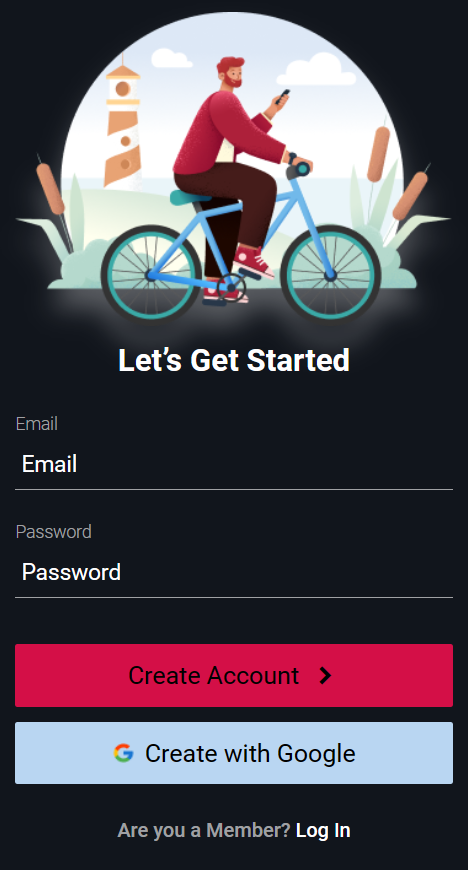 Let’s Get Started
Email
Email
Password
Password
Create Account
Create with Google
Are you a Member? Log In